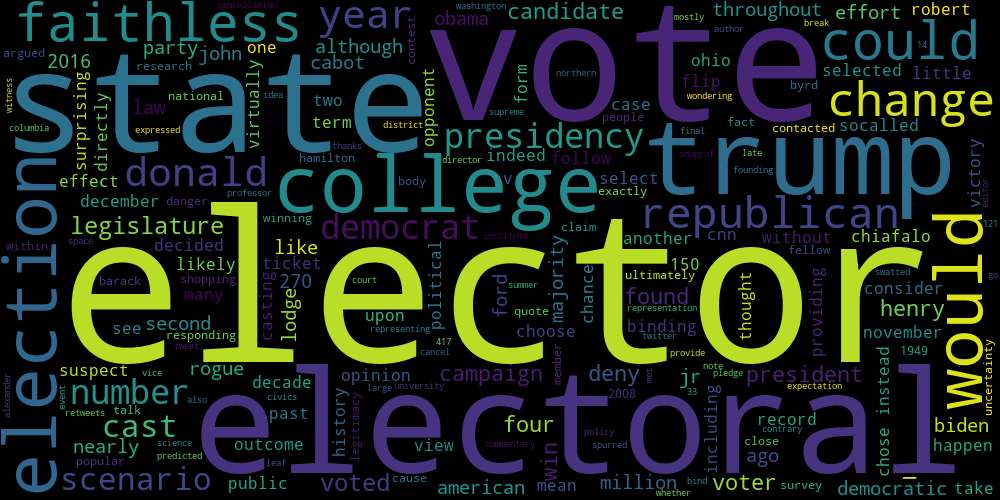 faithless
year
candidate
throughout
effort
robert
cancellation
washington
mostly
break
author
14
obama
contest
party
john
although
cabot
one
argued
research
2016
state
vote
could
ohio
northern
flip
selected
little
byrd
change
witness
surprising
directly
law
national
virtually
two
term
opponent
form
case
people
supreme
wondering
columbia
idea
expressed
district
presidency
final
fact
contacted
socalled
trump
election
effect
donald
hamilton
thanks
indeed
follow
director
onuprof
late
founding
december
danger
professor
college
body
v
select
exactly
victory
editor
legislature
winning
democrat
institute
claim
republican
would
within
space
decided
like
another
cnn
without
chiafalo
fellow
121
likely
ticket
elector
barack
shopping
270
court
political
majority
chance
found
150
ultimately
consider
swatted
go
many
casting
lodge
upon
summer
ford
representation
thought
providing
henry
see
second
responding
representing
quote
choose
binding
twitter
november
1949
alexander
tweet
417
cancel
provide
uncertainty
suspect
vice
rogue
opinion
campaign
member
met
deny
jr
note
pledge
president
expectation
number
decade
civics
large
university
2008
33
event
retweets
also
history
legitimacy
electoral
including
record
contrary
chose
instead
cast
talk
past
view
commentary
four
policy
spurred
close
biden
nearly
science
outcome
ago
happen
popular
predicted
leaf
win
scenario
public
voted
cause
american
mean
million
whether
bind
voter
survey
democratic
take